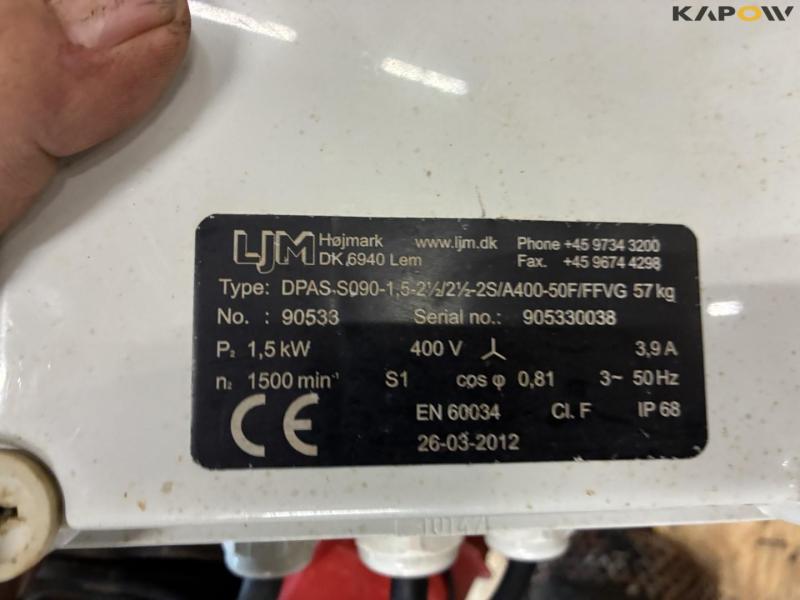 KAPOW
LJM Højmark www.ljm.dk Phone +45 9734 3200
DK 6940 Lem Fax. +45 9674 4298
Type: DPAS-S090-1,5-2½/2½-2S/A400-50F/FFVG 57 kg
No. : 90533 Serial no.: 905330038
P₂ 1,5 kW 400 V 3,9 A
n₂ 1500 min⁻¹ S1 cos φ 0,81 3~ 50 Hz
CE EN 60034 Cl. F IP 68
26-03-2012